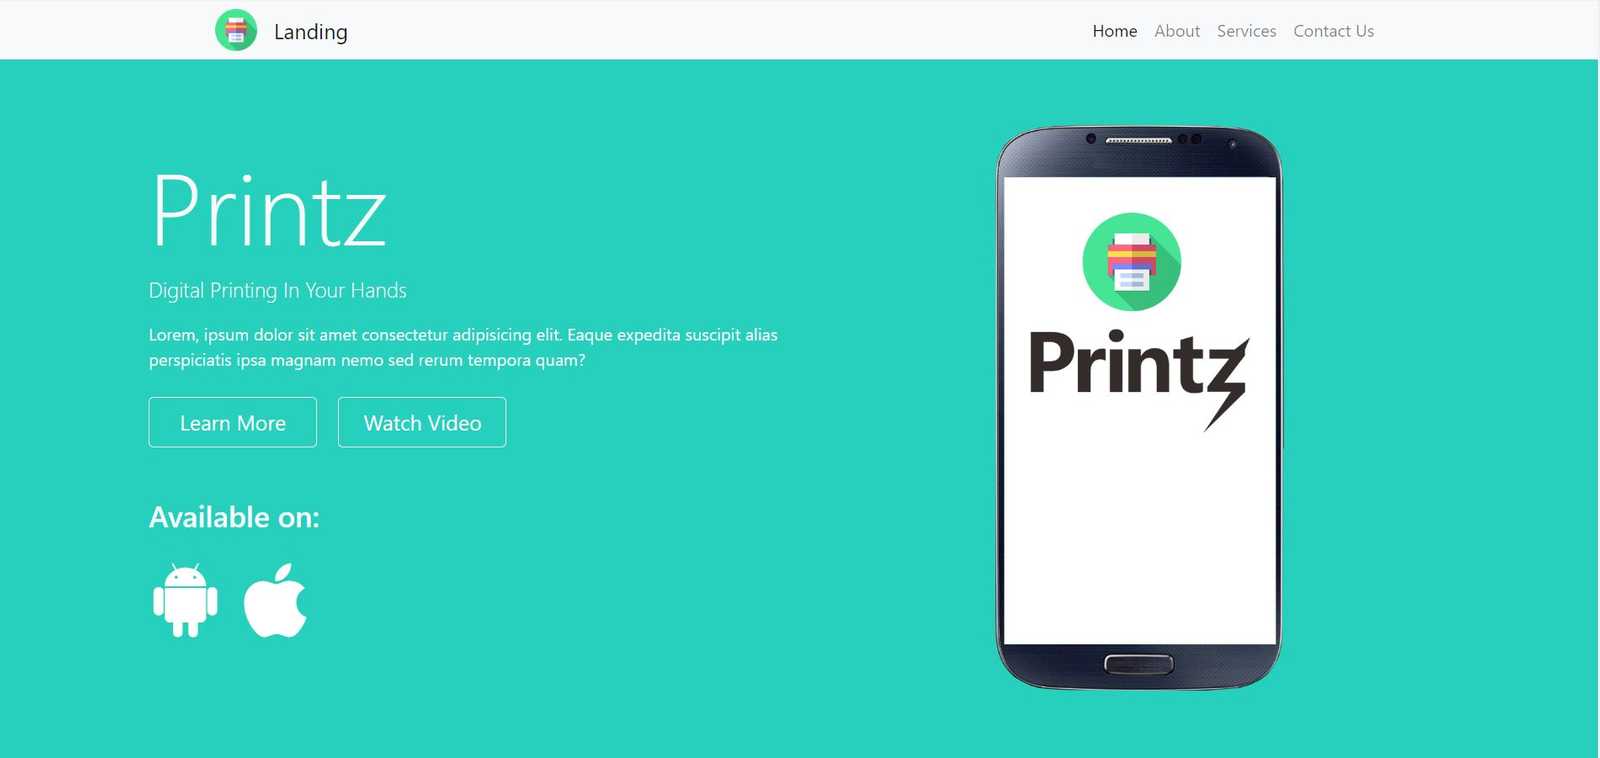 Landing
Home About Services Contact Us
Printz
Digital Printing In Your Hands
Lorem, ipsum dolor sit amet consectetur adipisicing elit. Eaque expedita suscipit alias
perspiciatis ipsa magnam nemo sed rerum tempora quam?
Learn More
Watch Video
Available on:
Printz